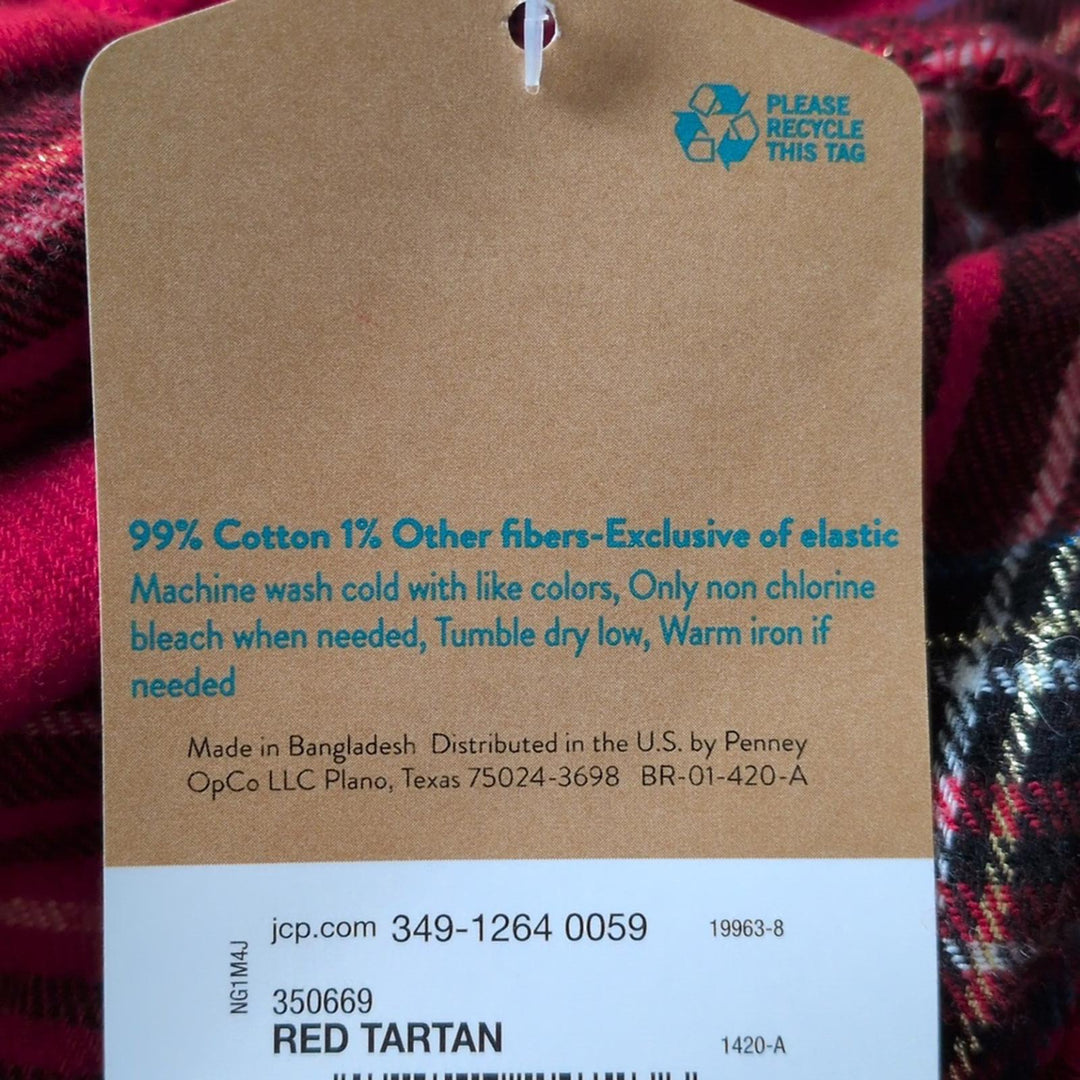 PLEASE
RECYCLE
THIS TAG
99% Cotton 1% Other fibers-Exclusive of elastic
Machine wash cold with like colors, Only non chlorine
bleach when needed, Tumble dry low, Warm iron if
needed
Made in Bangladesh Distributed in the U.S. by Penney
OpCo LLC Plano, Texas 75024-3698 BR-01-420-A
jcp.com 349-1264 0059 19963-8
NG1M4J
350669
RED TARTAN 1420-A